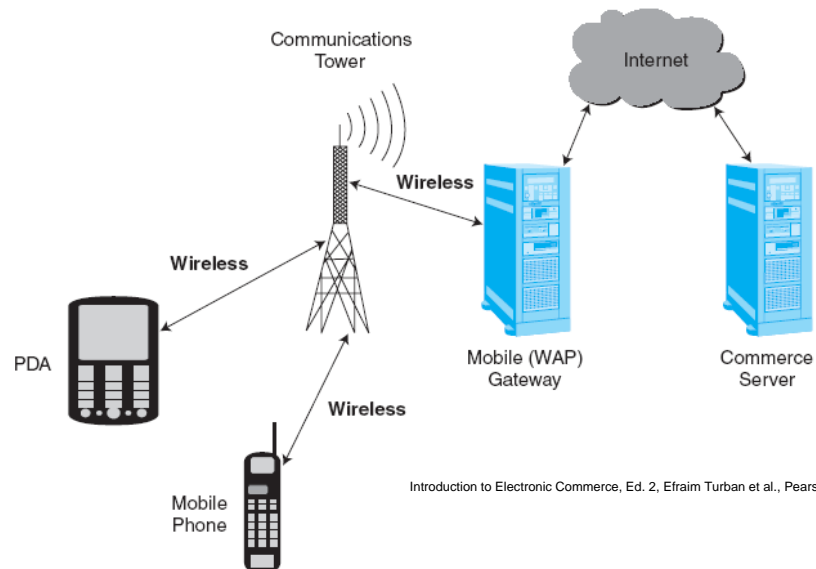 Communications
Tower
Internet
Wireless
Wireless
PDA
Mobile (WAP)
Gateway
Commerce
Server
Wireless
Mobile
Phone
Introduction to Electronic Commerce, Ed. 2, Efraim Turban et al., Pears